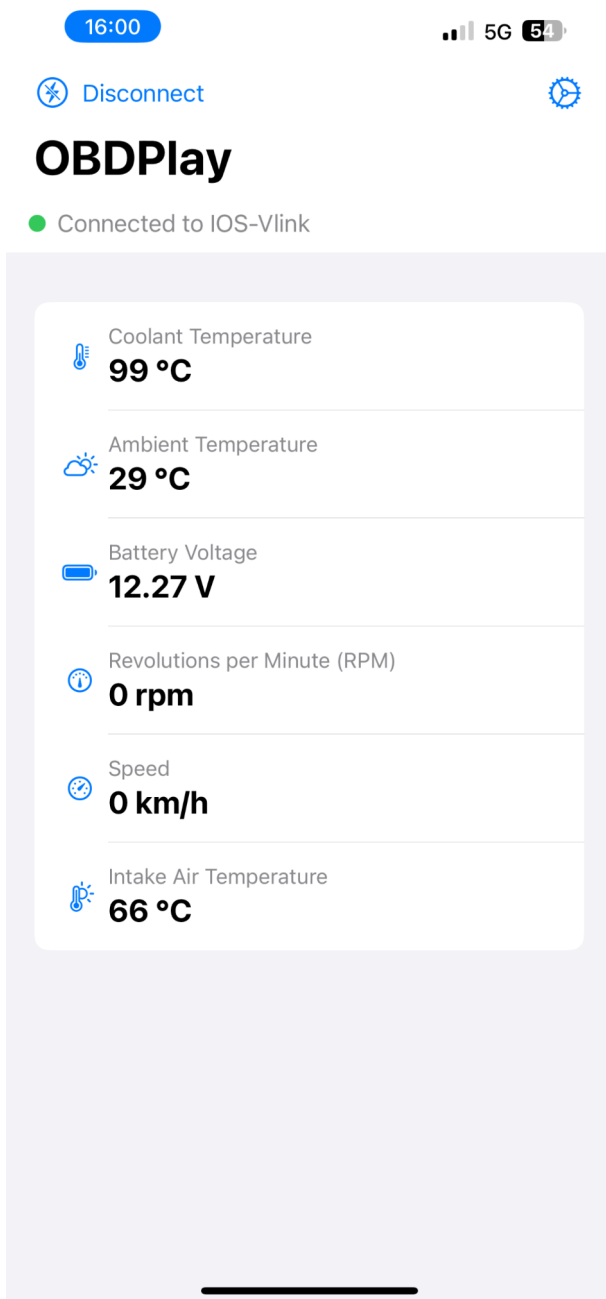 16:00
5G 54
Disconnect
OBDPlay
Connected to IOS-Vlink
Coolant Temperature
99 °C
Ambient Temperature
29 °C
Battery Voltage
12.27 V
Revolutions per Minute (RPM)
0 rpm
Speed
0 km/h
Intake Air Temperature
66 °C